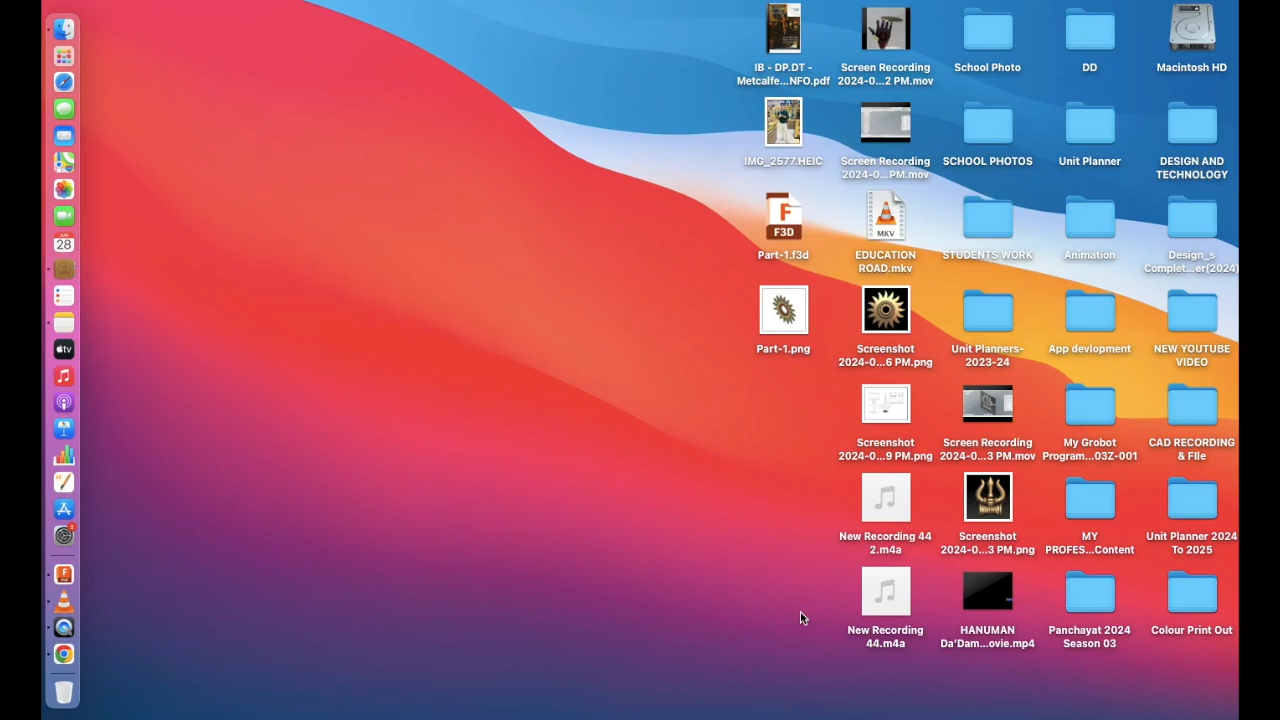 IB - DP.DT -
Metcalfe...NFO.pdf
Screen Recording
2024-0...2 PM.mov
School Photo
DD
Macintosh HD
IMG_2577.HEIC
Screen Recording
2024-0...PM.mov
SCHOOL PHOTOS
Unit Planner
DESIGN AND
TECHNOLOGY
F
F3D
Part-1.f3d
MKV
EDUCATION
ROAD.mkv
STUDENTS WORK
Animation
Design_s
Complet...er(2024)
Part-1.png
Screenshot
2024-0...6 PM.png
Unit Planners-
2023-24
App devlopment
NEW YOUTUBE
VIDEO
Screenshot
2024-0...9 PM.png
Screen Recording
2024-0...3 PM.mov
My Grobot
Program...03Z-001
CAD RECORDING
& FIle
New Recording 44
2.m4a
Screenshot
2024-0...3 PM.png
MY
PROFES...Content
Unit Planner 2024
To 2025
New Recording
44.m4a
HANUMAN
Da'Dam...ovie.mp4
Panchayat 2024
Season 03
Colour Print Out
28
tv
2
F